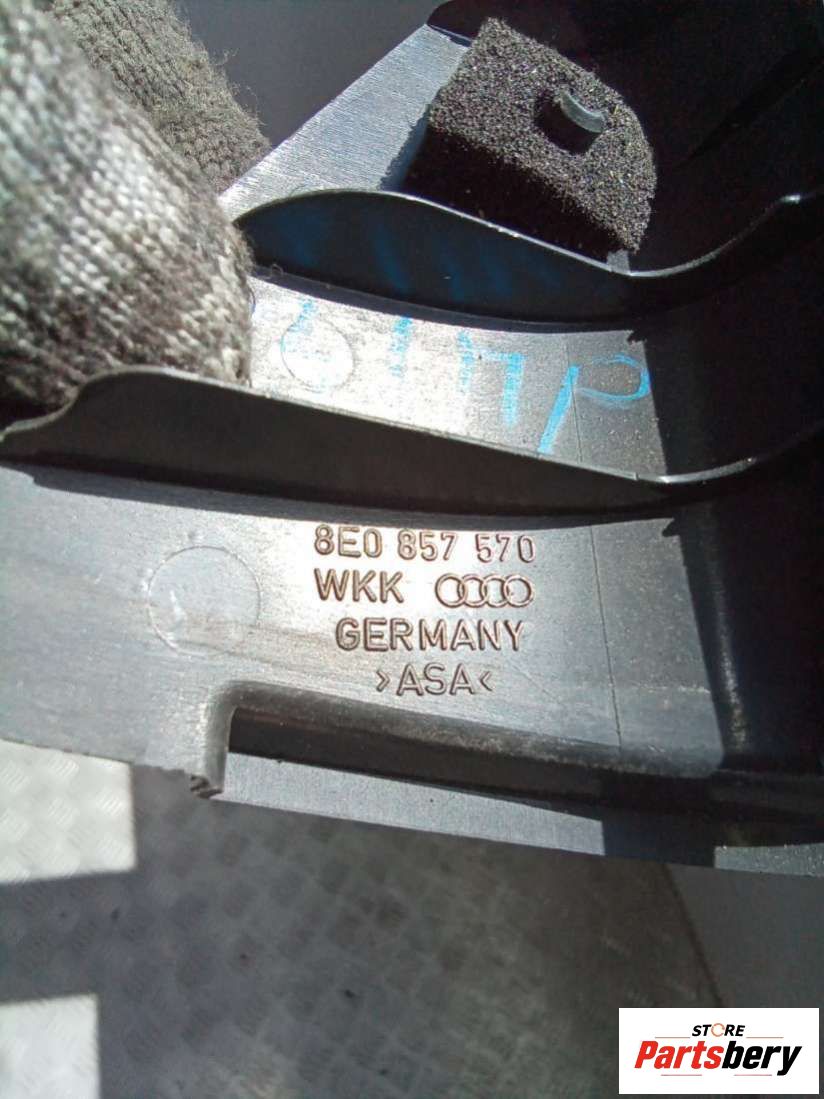 8E0 857 570
WKK
GERMANY
>ASA<
STORE
Partsbery